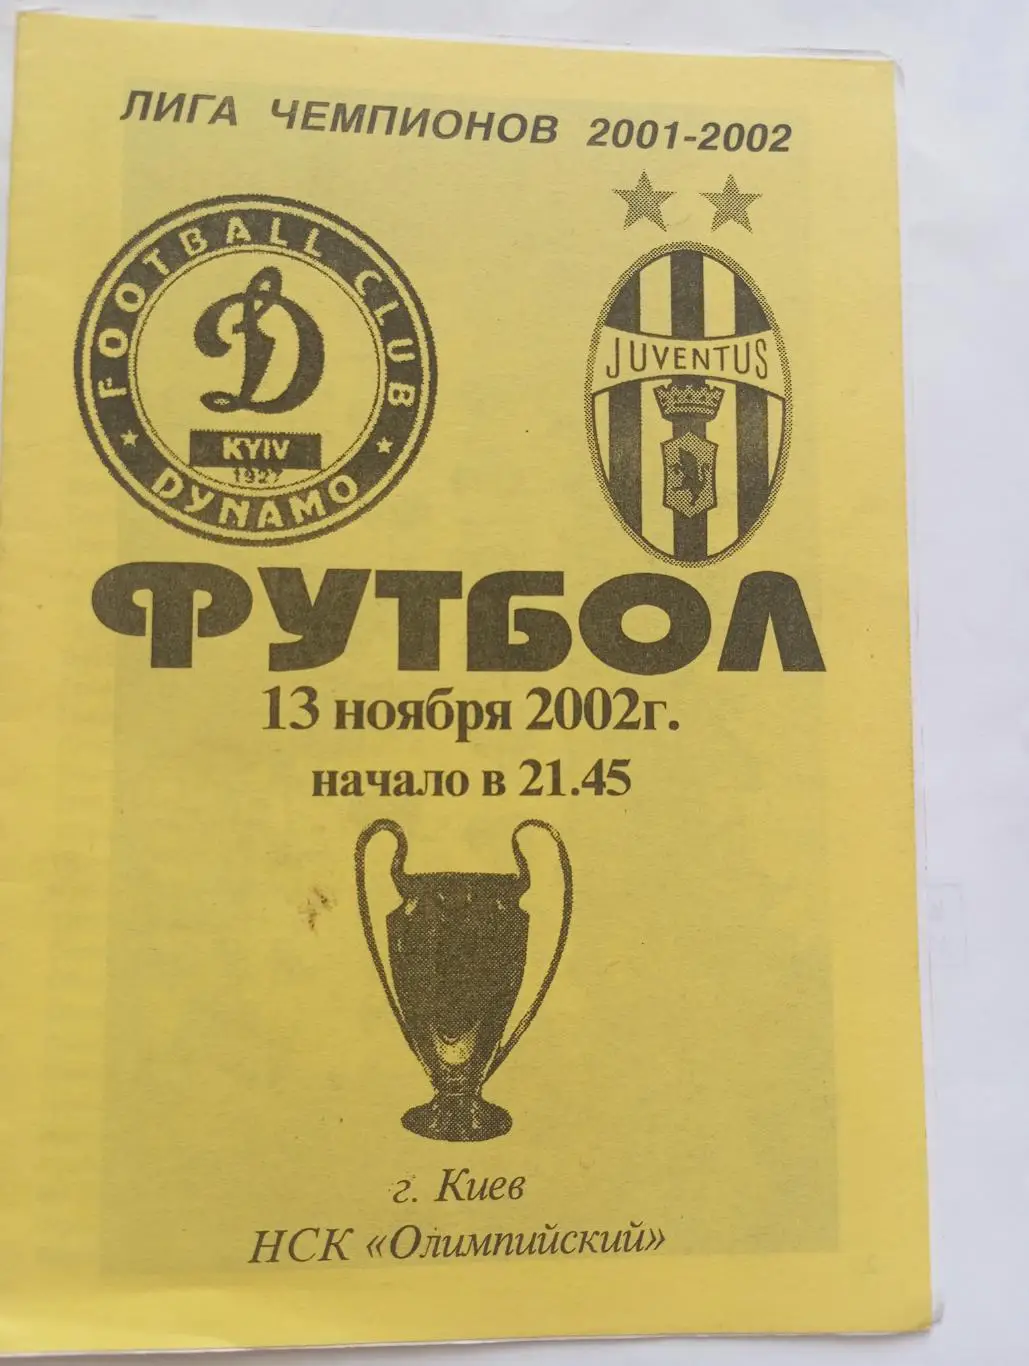 ЛИГА ЧЕМПИОНОВ 2001-2002
FOOTBALL CLUB
KYIV
1927
DYNAMO
JUVENTUS
ФУТБОЛ
13 ноября 2002г.
начало в 21.45
г. Киев
НСК «Олимпийский»